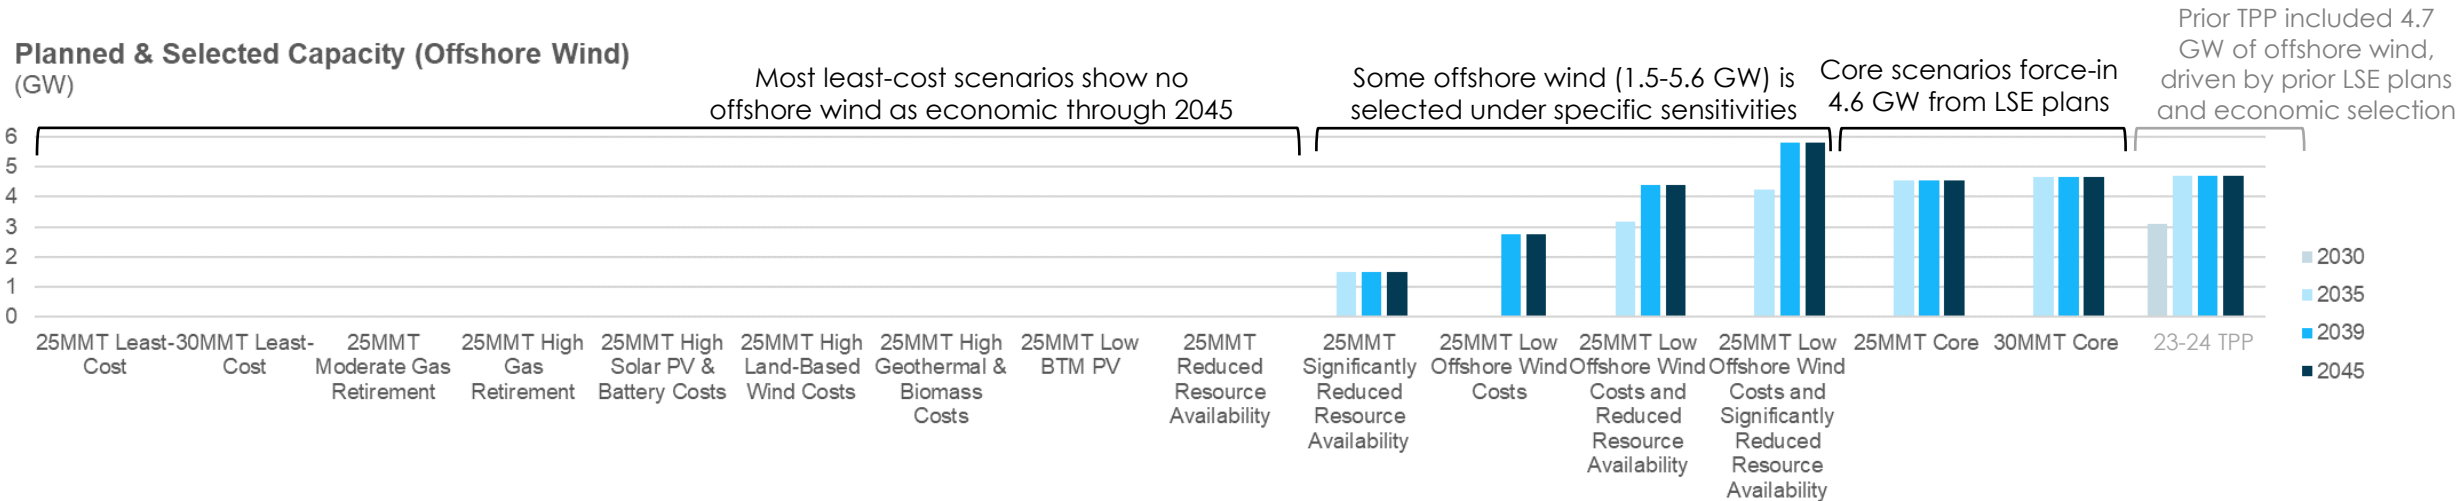 Planned & Selected Capacity (Offshore Wind)
(GW)
Most least-cost scenarios show no
offshore wind as economic through 2045
Some offshore wind (1.5-5.6 GW) is
selected under specific sensitivities
Core scenarios force-in
4.6 GW from LSE plans
Prior TPP included 4.7
GW of offshore wind,
driven by prior LSE plans
and economic selection
6
5
4
3
2
1
0
25MMT Least-
Cost
30MMT Least-
Cost
25MMT
Moderate Gas
Retirement
25MMT High
Gas
Retirement
25MMT High
Solar PV &
Battery Costs
25MMT High
Land-Based
Wind Costs
25MMT High
Geothermal &
Biomass
Costs
25MMT Low
BTM PV
25MMT
Reduced
Resource
Availability
25MMT
Significantly
Reduced
Resource
Availability
25MMT Low
Offshore Wind
Costs
25MMT Low
Offshore Wind
Costs and
Reduced
Resource
Availability
25MMT Low
Offshore Wind
Costs and
Significantly
Reduced
Resource
Availability
25MMT Core
30MMT Core
23-24 TPP
2030
2035
2039
2045